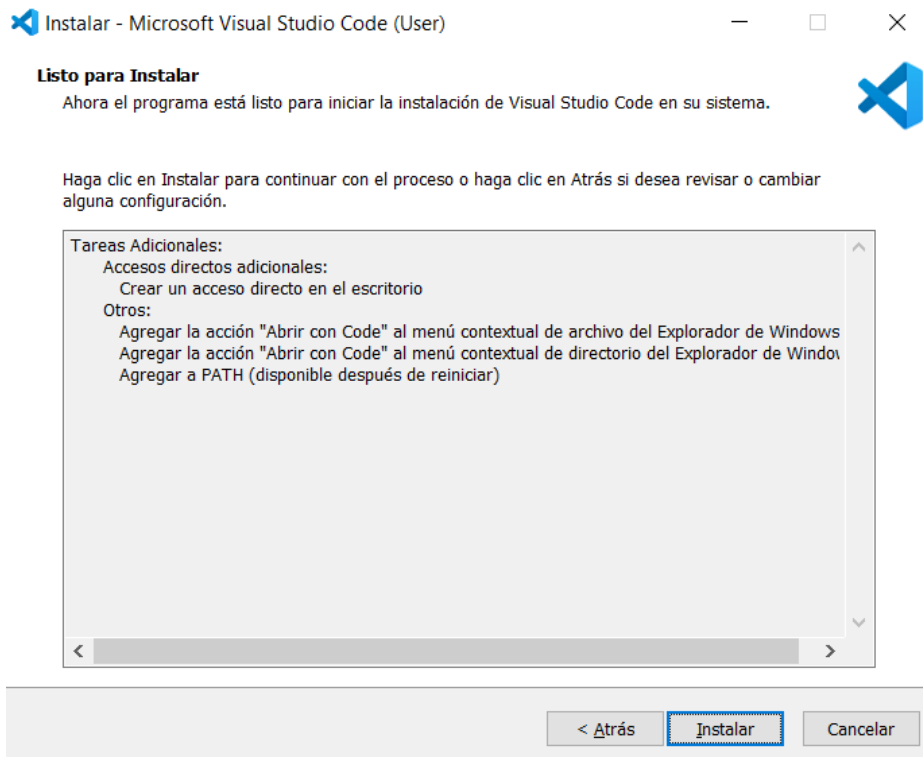 Instalar - Microsoft Visual Studio Code (User)
Listo para Instalar
Ahora el programa está listo para iniciar la instalación de Visual Studio Code en su sistema.
Haga clic en Instalar para continuar con el proceso o haga clic en Atrás si desea revisar o cambiar
alguna configuración.
Tareas Adicionales:
Accesos directos adicionales:
Crear un acceso directo en el escritorio
Otros:
Agregar la acción "Abrir con Code" al menú contextual de archivo del Explorador de Windows
Agregar la acción "Abrir con Code" al menú contextual de directorio del Explorador de
Agregar a PATH (disponible después de reiniciar)
< Atrás
Instalar
Cancelar